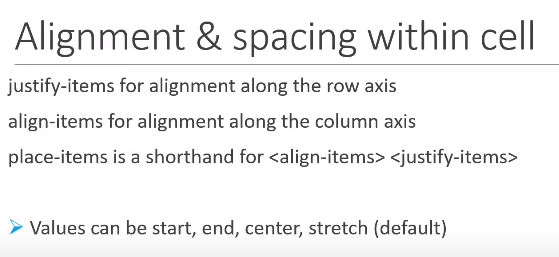 Alignment & spacing within cell
justify-items for alignment along the row axis
align-items for alignment along the column axis
place-items is a shorthand for <align-items> <justify-items>
Values can be start, end, center, stretch (default)